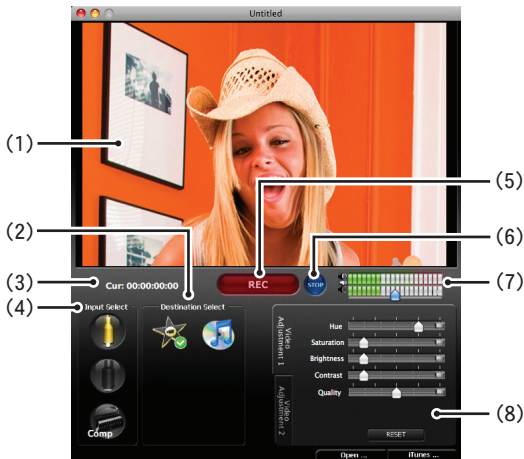 Untitled
(1)
(2)
(3)
(4)
(5)
(6)
(7)
(8)
Cur: 00:00:00:00
REC
STOP
Input Select
Comp
Destination Select
Video
Adjustment 1
Video
Adjustment 2
Hue
Saturation
Brightness
Contrast
Quality
RESET
Open ...
iTunes ...